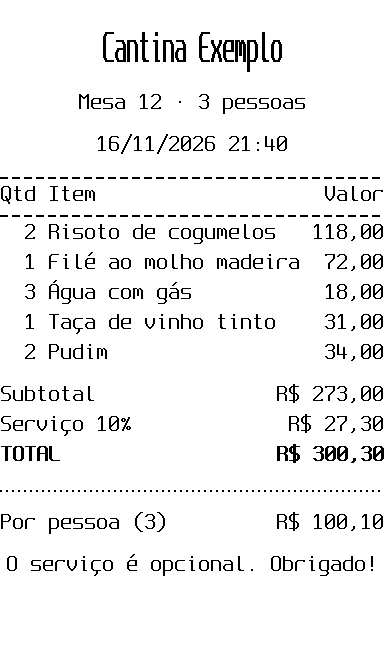 Cantina Exemplo
Mesa 12 · 3 pessoas
16/11/2026 21:40
Qtd Item Valor
2 Risoto de cogumelos 118,00
1 Filé ao molho madeira 72,00
3 Água com gás 18,00
1 Taça de vinho tinto 31,00
2 Pudim 34,00
Subtotal R$ 273,00
Serviço 10% R$ 27,30
TOTAL R$ 300,30
Por pessoa (3) R$ 100,10
O serviço é opcional. Obrigado!